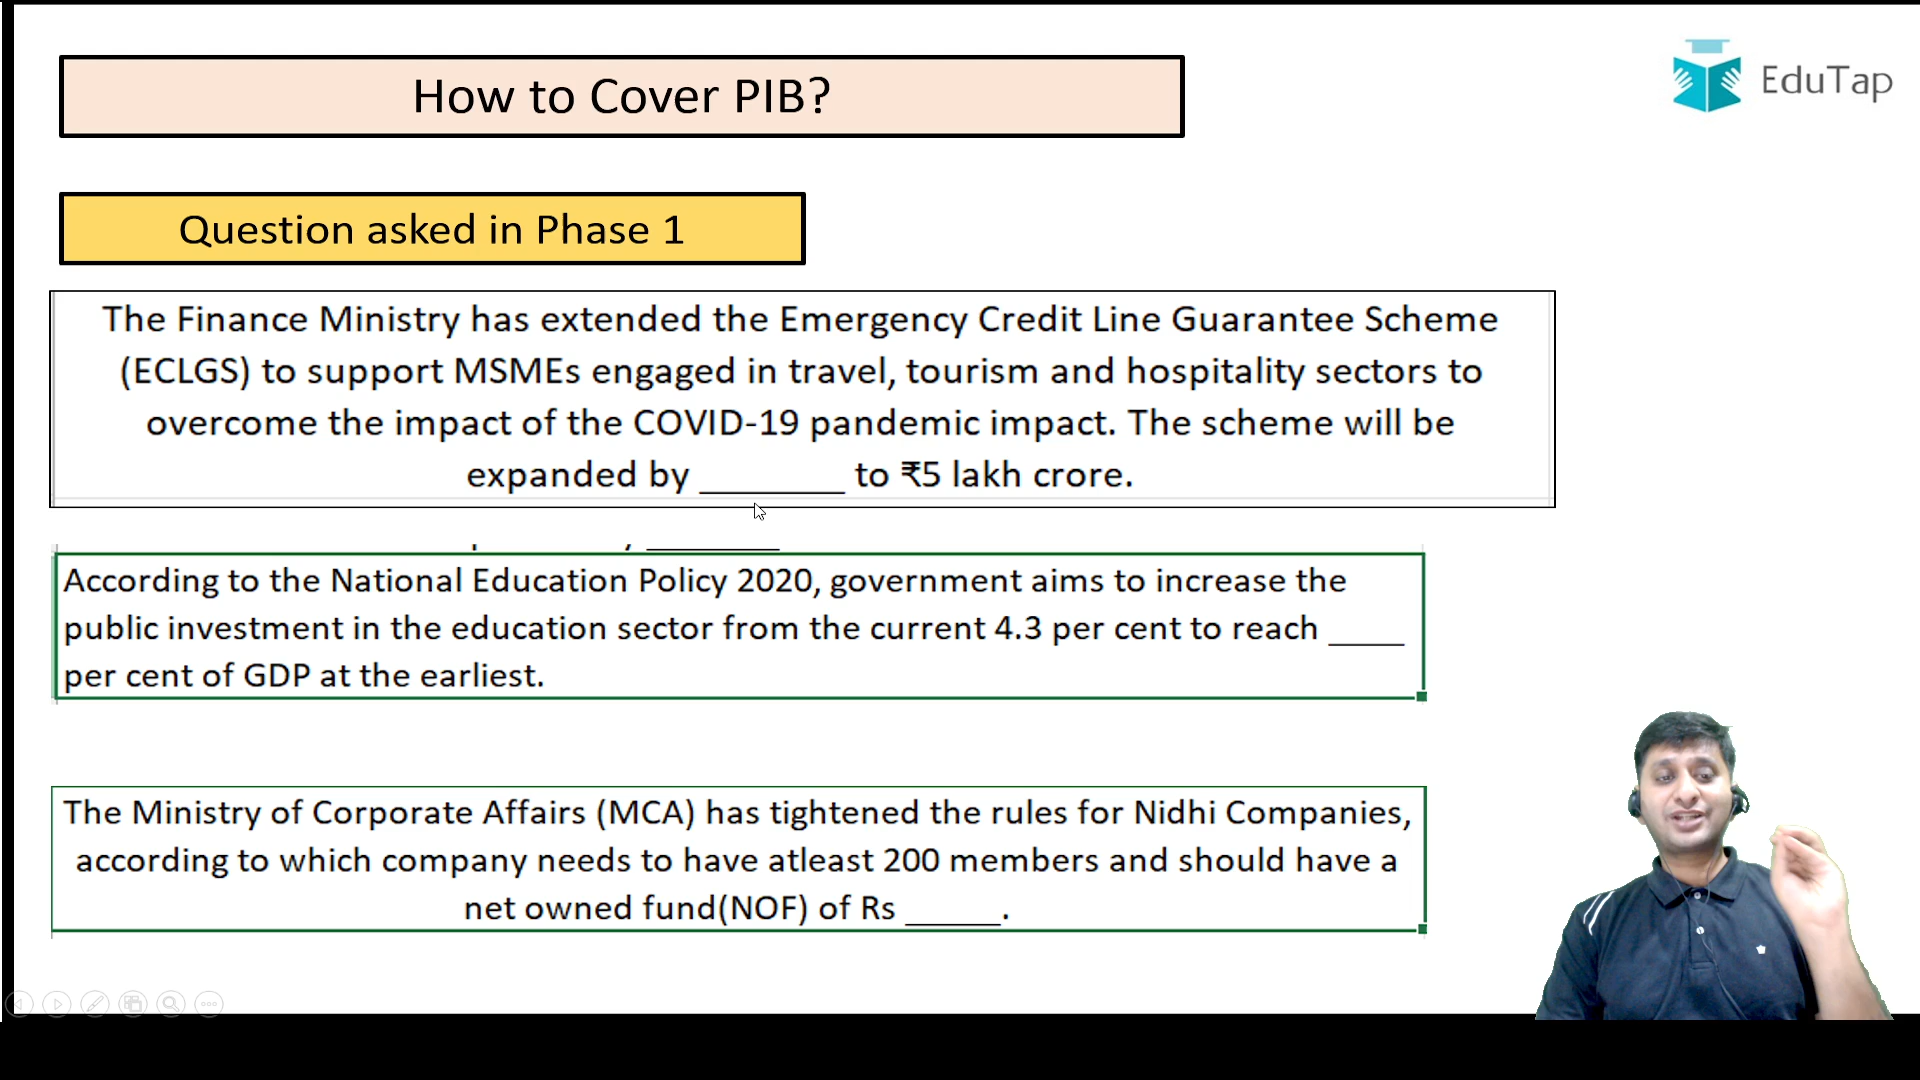 How to Cover PIB?
EduTap
Question asked in Phase 1
The Finance Ministry has extended the Emergency Credit Line Guarantee Scheme
(ECLGS) to support MSMEs engaged in travel, tourism and hospitality sectors to
overcome the impact of the COVID-19 pandemic impact. The scheme will be
expanded by _______ to ₹5 lakh crore.
According to the National Education Policy 2020, government aims to increase the
public investment in the education sector from the current 4.3 per cent to reach ____
per cent of GDP at the earliest.
The Ministry of Corporate Affairs (MCA) has tightened the rules for Nidhi Companies,
according to which company needs to have atleast 200 members and should have a
net owned fund(NOF) of Rs _____.